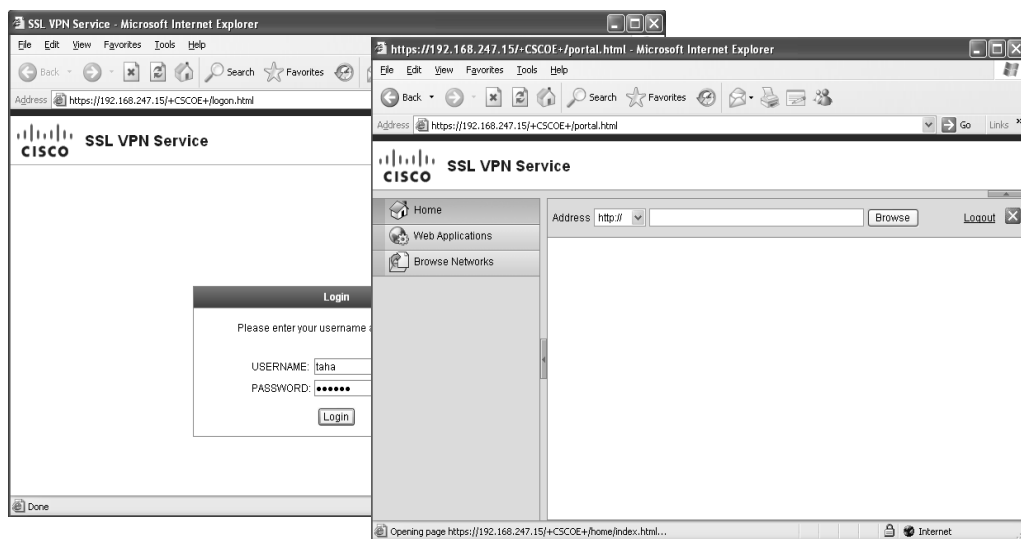 SSL VPN Service - Microsoft Internet Explorer
File Edit View Favorites Tools Help
Back Search Favorites
Address https://192.168.247.15/+CSCOE+/logon.html
CISCO SSL VPN Service
Login
Please enter your username
USERNAME: taha
PASSWORD: ●●●●●●
Login
Done
https://192.168.247.15/+CSCOE+/portal.html - Microsoft Internet Explorer
File Edit View Favorites Tools Help
Back Search Favorites
Address https://192.168.247.15/+CSCOE+/portal.html Go Links »
CISCO SSL VPN Service
Home
Web Applications
Browse Networks
Address http:// Browse Logout
Opening page https://192.168.247.15/+CSCOE+/home/index.html... Internet